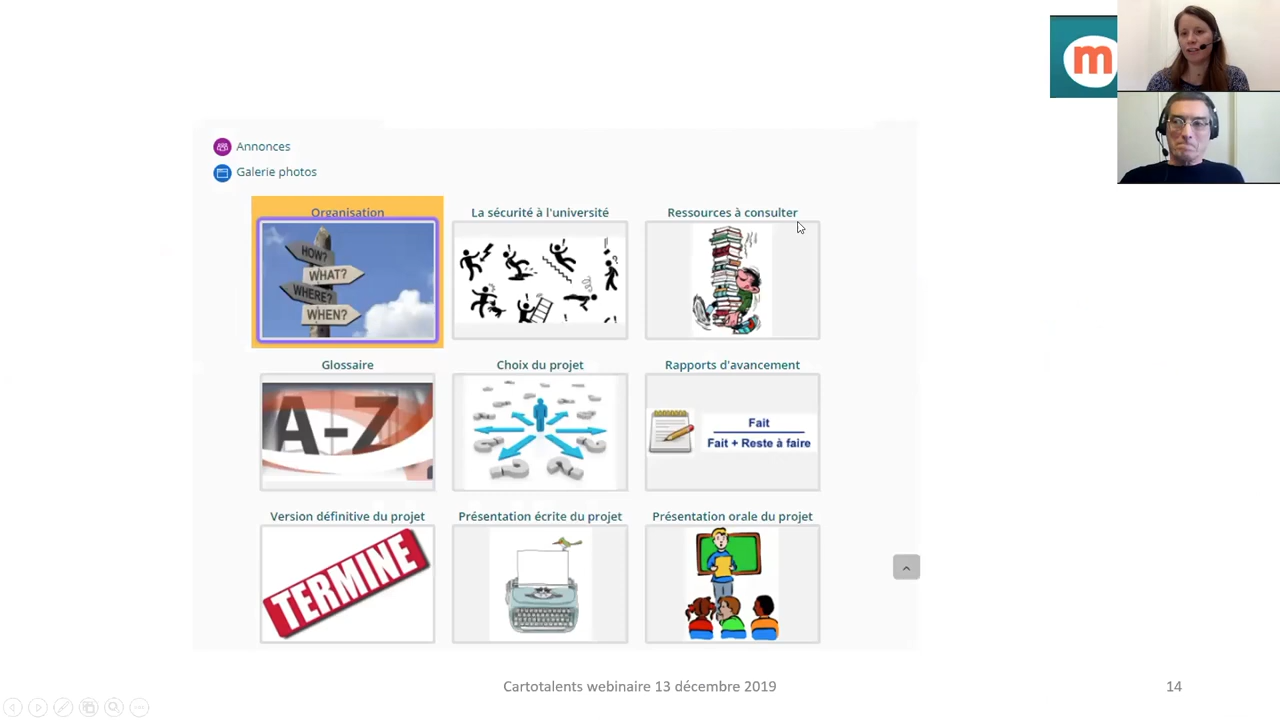 m
Annonces
Galerie photos
Organisation
La sécurité à l'université
Ressources à consulter
HOW?
WHAT?
WHERE?
WHEN?
Glossaire
Choix du projet
Rapports d'avancement
A-Z
Fait
Fait + Reste à faire
Version définitive du projet
Présentation écrite du projet
Présentation orale du projet
TERMINE
Cartotalents webinaire 13 décembre 2019
14